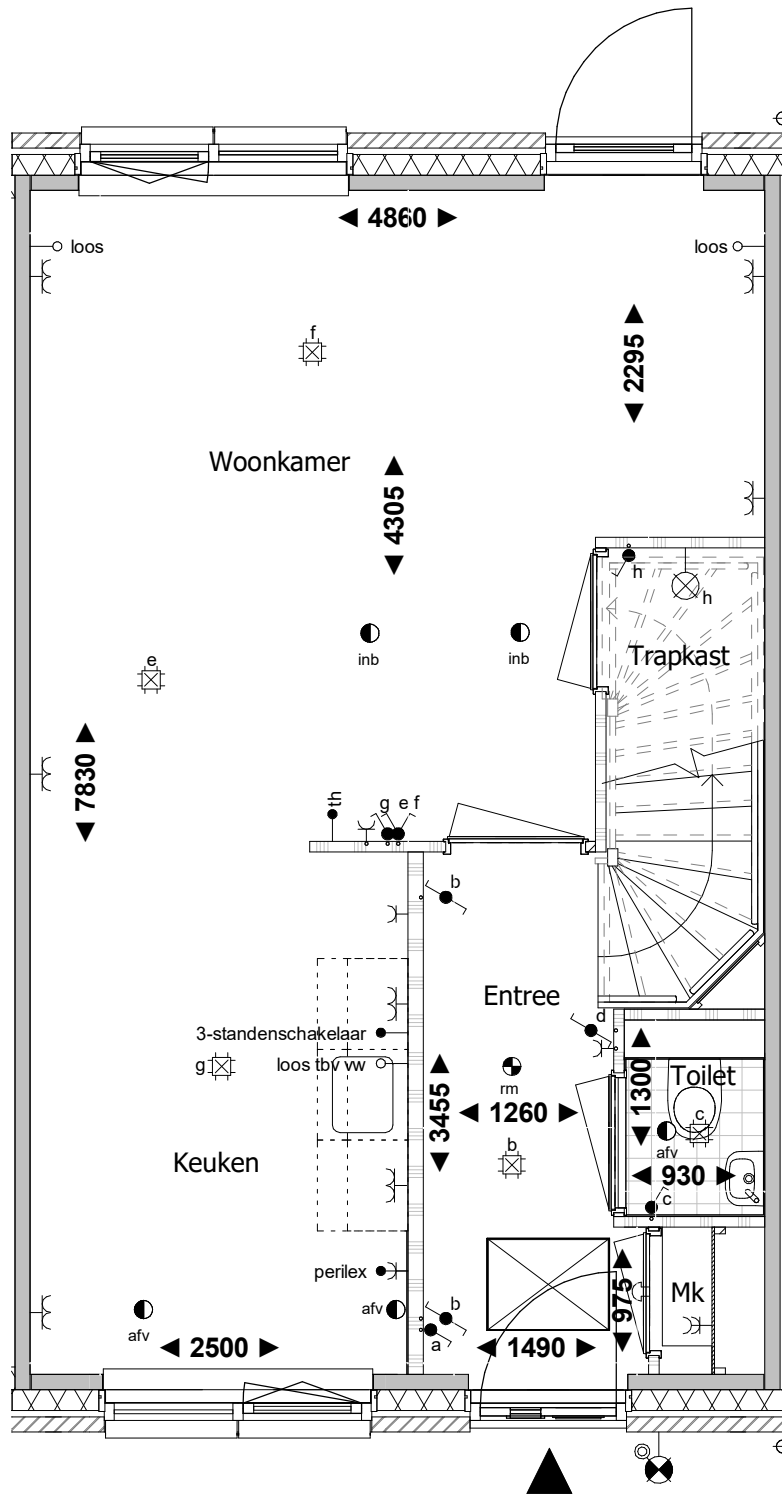 4860
loos
loos
f
2295
Woonkamer
4305
h
h
inb
inb
Trapkast
e
7830
th
g
e f
b
Entree
3-standenschakelaar
d
g
loos tbv vw
rm
1300
Toilet
3455
1260
c
afv
b
Keuken
930
c
perilex
975
Mk
afv
afv
b
a
2500
1490